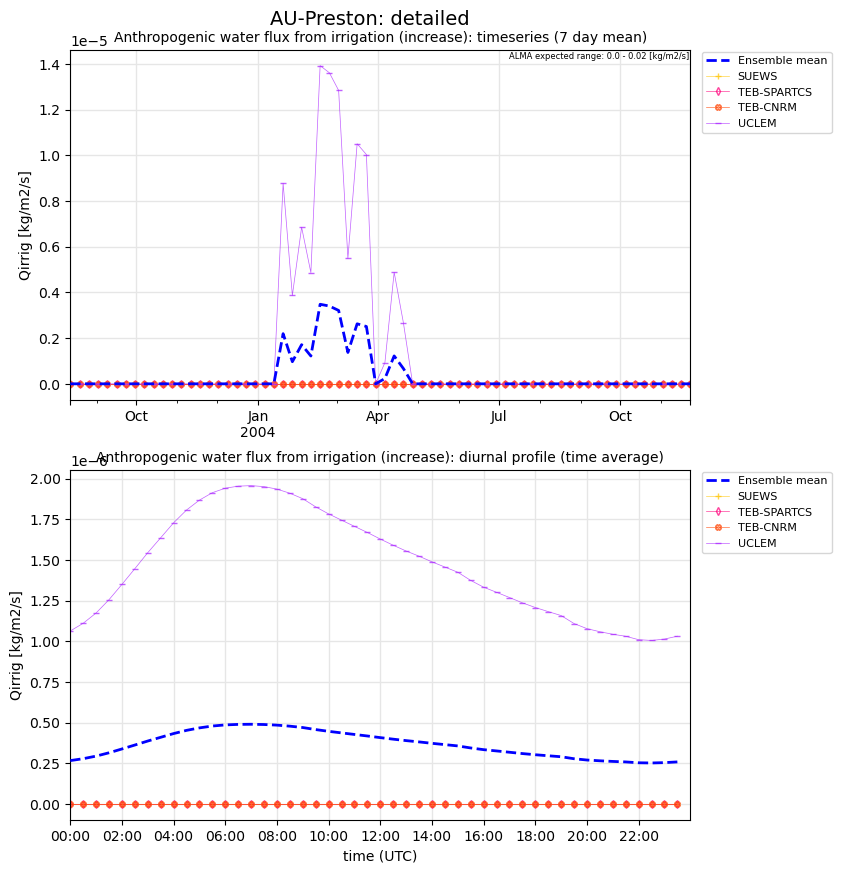 AU-Preston: detailed
Anthropogenic water flux from irrigation (increase): timeseries (7 day mean)
1e−5
ALMA expected range: 0.0 - 0.02 [kg/m2/s]
1.4
1.2
1.0
0.8
0.6
0.4
0.2
0.0
Qirrig [kg/m2/s]
Oct
Jan
2004
Apr
Jul
Oct
Ensemble mean
SUEWS
TEB-SPARTCS
TEB-CNRM
UCLEM
Anthropogenic water flux from irrigation (increase): diurnal profile (time average)
2.00
1.75
1.50
1.25
1.00
0.75
0.50
0.25
0.00
Qirrig [kg/m2/s]
00:00
02:00
04:00
06:00
08:00
10:00
12:00
14:00
16:00
18:00
20:00
22:00
time (UTC)
Ensemble mean
SUEWS
TEB-SPARTCS
TEB-CNRM
UCLEM